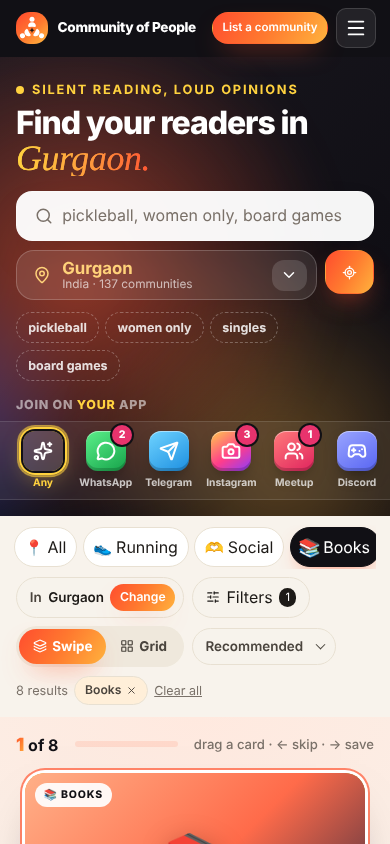 Community of People
List a community
SILENT READING, LOUD OPINIONS
Find your readers in
Gurgaon.
pickleball, women only, board games
Gurgaon
India · 137 communities
pickleball
women only
singles
board games
JOIN ON YOUR APP
2
3
1
Any
WhatsApp
Telegram
Instagram
Meetup
Discord
📍 All
👟 Running
🫶 Social
📚 Books
In Gurgaon Change
Filters 1
Swipe
Grid
Recommended
8 results
Books ×
Clear all
1 of 8
drag a card · ← skip · → save
📚 BOOKS